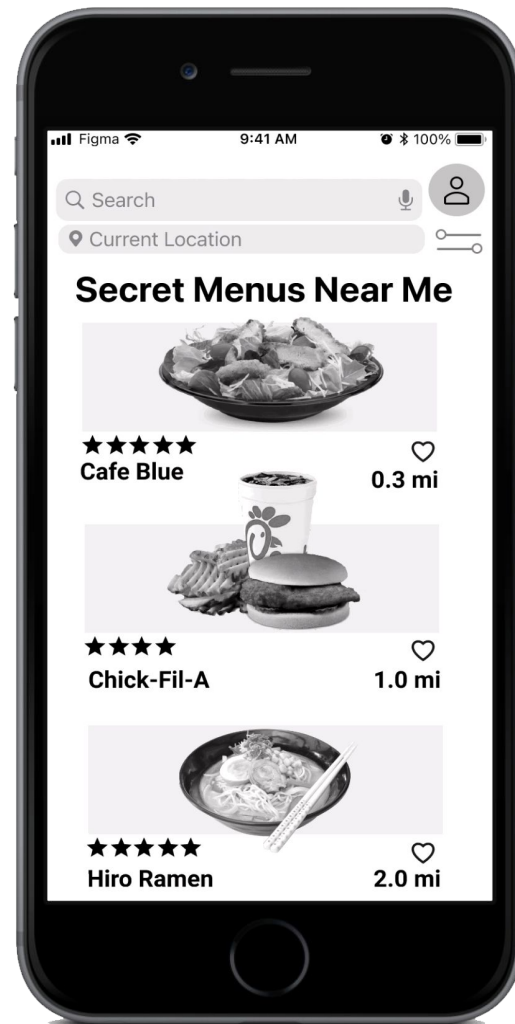 Figma 9:41 AM 100%
Search
Current Location
Secret Menus Near Me
Cafe Blue
0.3 mi
Chick-Fil-A 1.0 mi
Hiro Ramen 2.0 mi